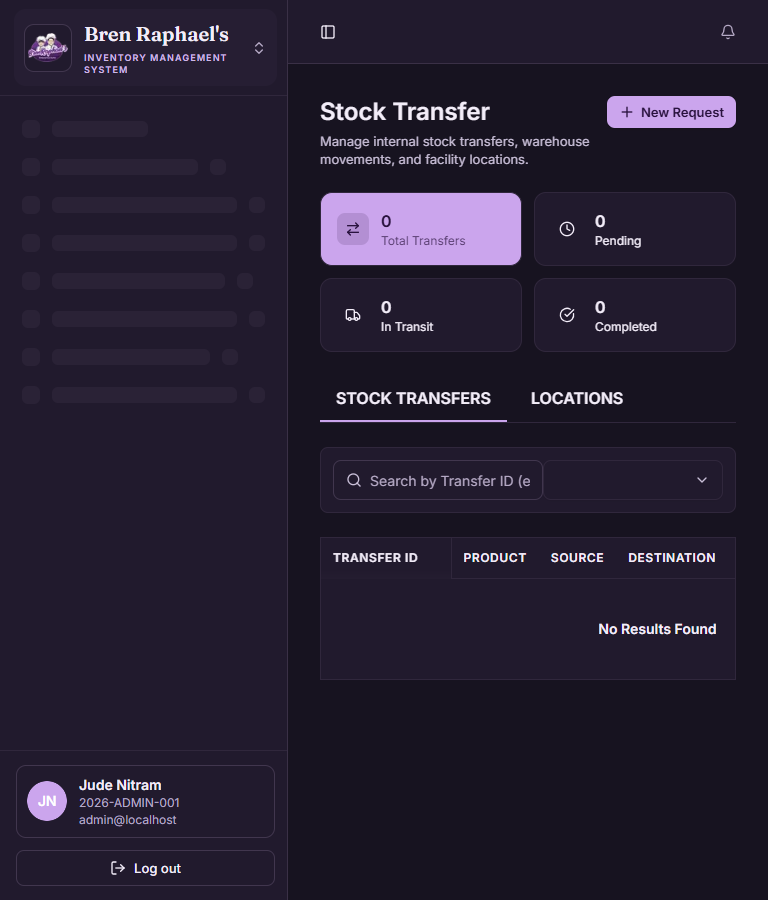 Bren Raphael's
INVENTORY MANAGEMENT
SYSTEM
Stock Transfer
New Request
Manage internal stock transfers, warehouse
movements, and facility locations.
0
Total Transfers
0
Pending
0
In Transit
0
Completed
STOCK TRANSFERS
LOCATIONS
Search by Transfer ID (e
TRANSFER ID
PRODUCT
SOURCE
DESTINATION
No Results Found
JN
Jude Nitram
2026-ADMIN-001
admin@localhost
Log out